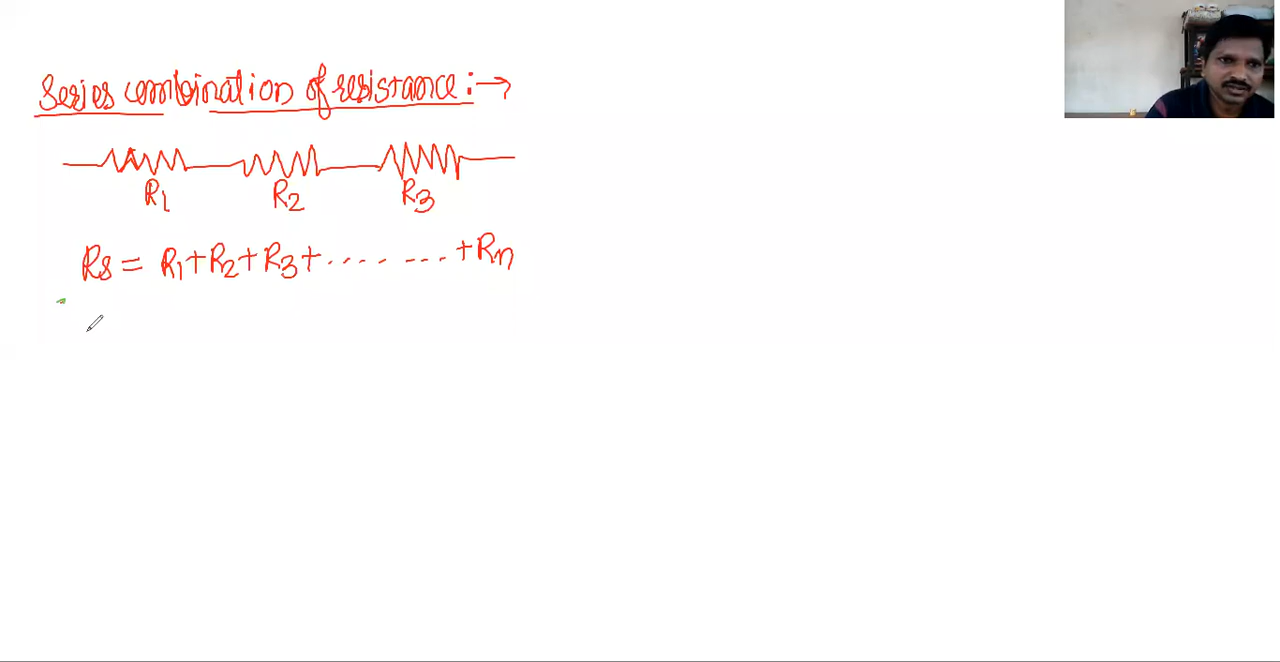 Series combination of resistance :→
R1 R2 R3
Rs = R1+R2+R3+......... +Rn